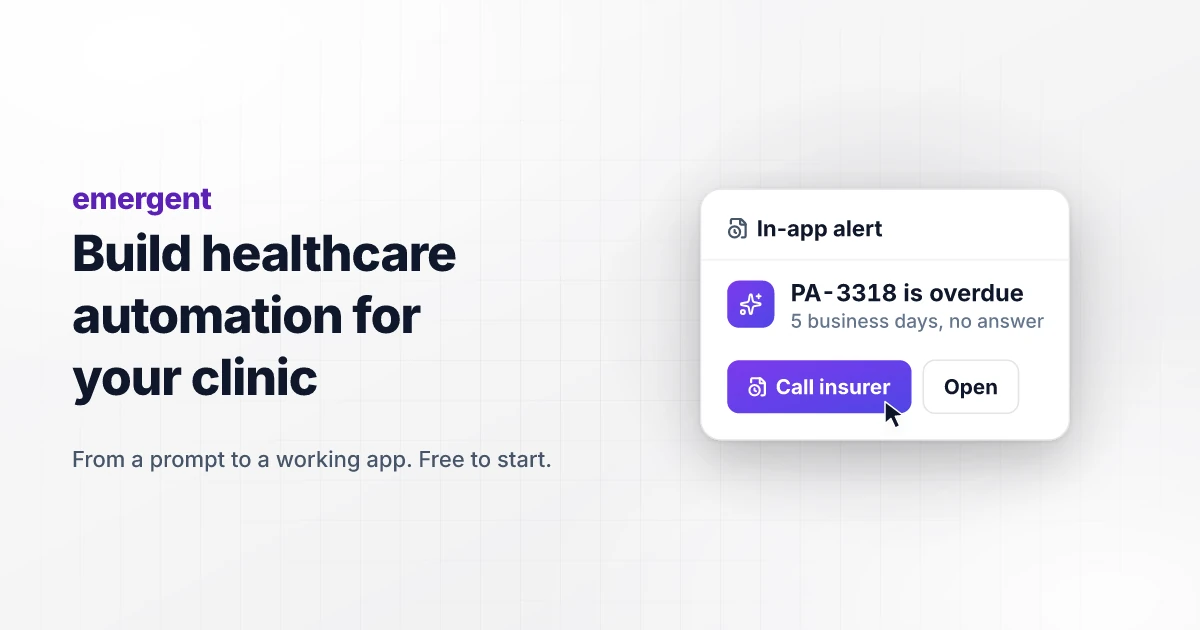 emergent
Build healthcare
automation for
your clinic
From a prompt to a working app. Free to start.
In-app alert
PA-3318 is overdue
5 business days, no answer
Call insurer
Open